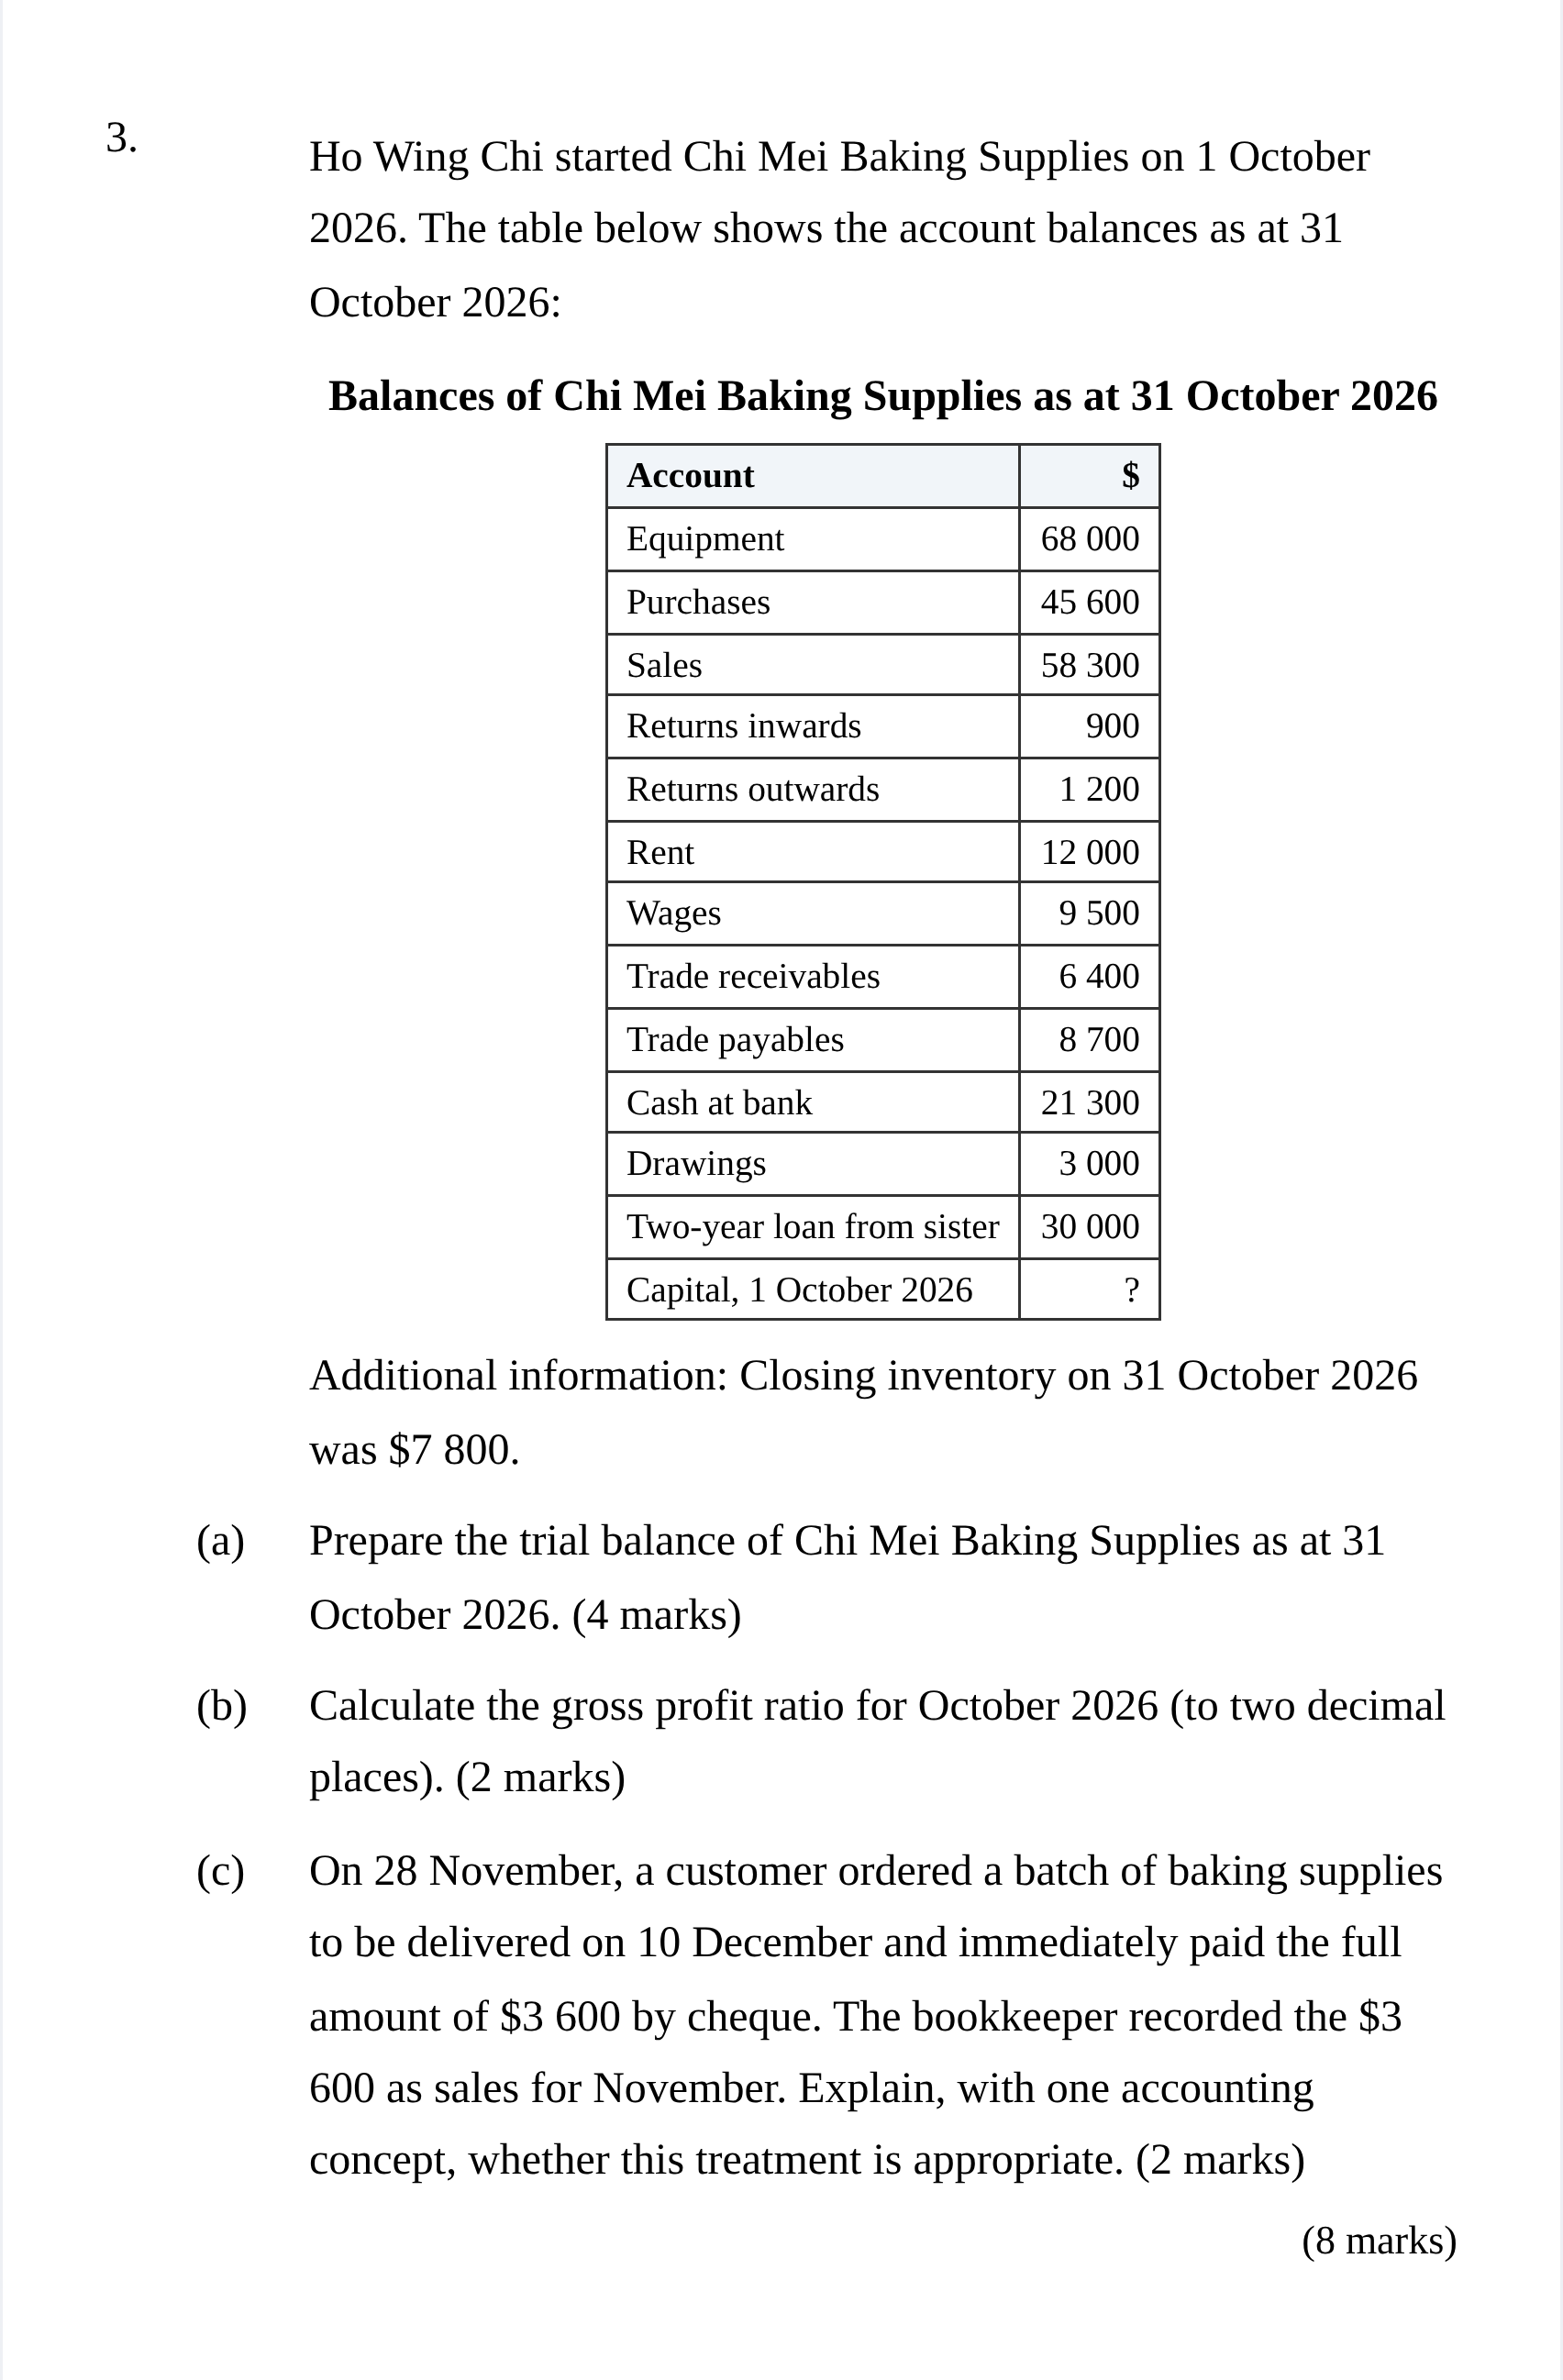 3.
Ho Wing Chi started Chi Mei Baking Supplies on 1 October
2026. The table below shows the account balances as at 31
October 2026:
Balances of Chi Mei Baking Supplies as at 31 October 2026
Account $
Equipment 68 000
Purchases 45 600
Sales 58 300
Returns inwards 900
Returns outwards 1 200
Rent 12 000
Wages 9 500
Trade receivables 6 400
Trade payables 8 700
Cash at bank 21 300
Drawings 3 000
Two-year loan from sister 30 000
Capital, 1 October 2026 ?
Additional information: Closing inventory on 31 October 2026
was $7 800.
(a) Prepare the trial balance of Chi Mei Baking Supplies as at 31
October 2026. (4 marks)
(b) Calculate the gross profit ratio for October 2026 (to two decimal
places). (2 marks)
(c) On 28 November, a customer ordered a batch of baking supplies
to be delivered on 10 December and immediately paid the full
amount of $3 600 by cheque. The bookkeeper recorded the $3
600 as sales for November. Explain, with one accounting
concept, whether this treatment is appropriate. (2 marks)
(8 marks)